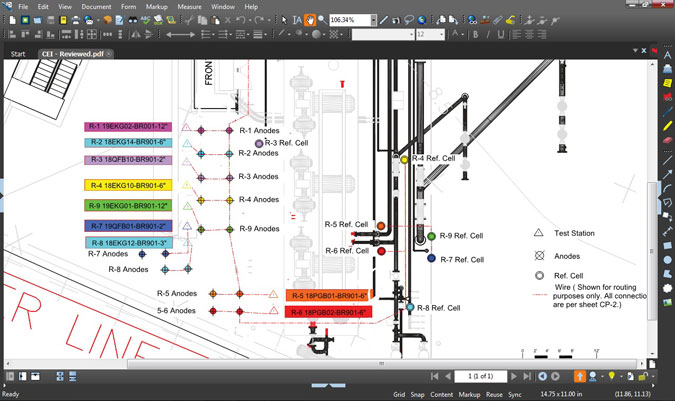 File Edit View Document Form Markup Measure Window Help
106.34%
12
Start CEI - Reviewed.pdf
FRONT
R-1 19EKG02-BR001-12"
R-1 Anodes
R-2 18EKG14-BR901-6"
R-3 Ref. Cell
R-2 Anodes
R-3 18QFB10-BR901-2"
R-4 Ref. Cell
R-3 Anodes
R-4 18EKG10-BR901-6"
R-4 Anodes
R-9 19EKG01-BR901-12"
R-7 19QFB01-BR901-2"
R-5 Ref. Cell
R-9 Anodes
R-9 Ref. Cell
Test Station
R-8 18EKG12-BR901-3"
R-6 Ref. Cell
R-7 Anodes
R-7 Ref. Cell
Anodes
R-8 Anodes
Ref. Cell
Wire ( Shown for routing
purposes only. All connectio
are per sheet CP-2.)
R-5 Anodes
R-5 18PGB01-BR901-6"
5-6 Anodes
R-6 18PGB02-BR901-6"
R-8 Ref. Cell
ER LINE
0 12"
1 (1 of 1)
Ready
Grid Snap Content Markup Reuse Sync 14.75 x 11.00 in (11.86, 11.13)